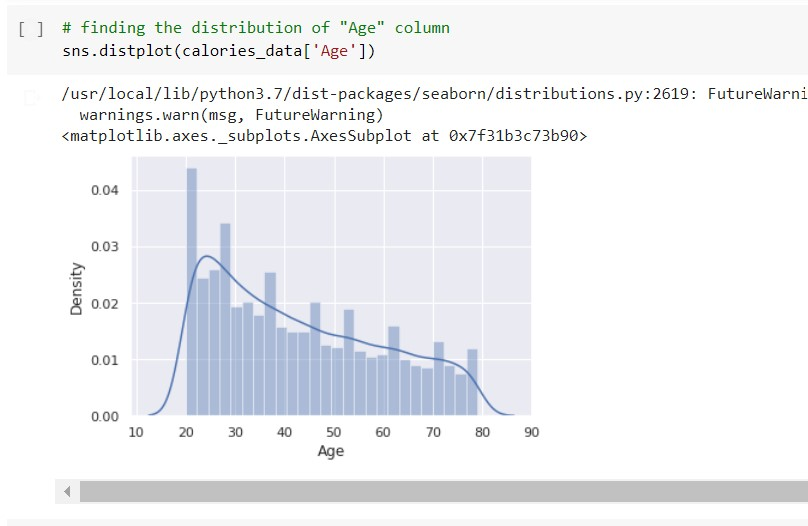 [ ] # finding the distribution of "Age" column
sns.distplot(calories_data['Age'])
/usr/local/lib/python3.7/dist-packages/seaborn/distributions.py:2619: FutureWarni
warnings.warn(msg, FutureWarning)
<matplotlib.axes._subplots.AxesSubplot at 0x7f31b3c73b90>
0.04
0.03
0.02
0.01
0.00
Density
10 20 30 40 50 60 70 80 90
Age